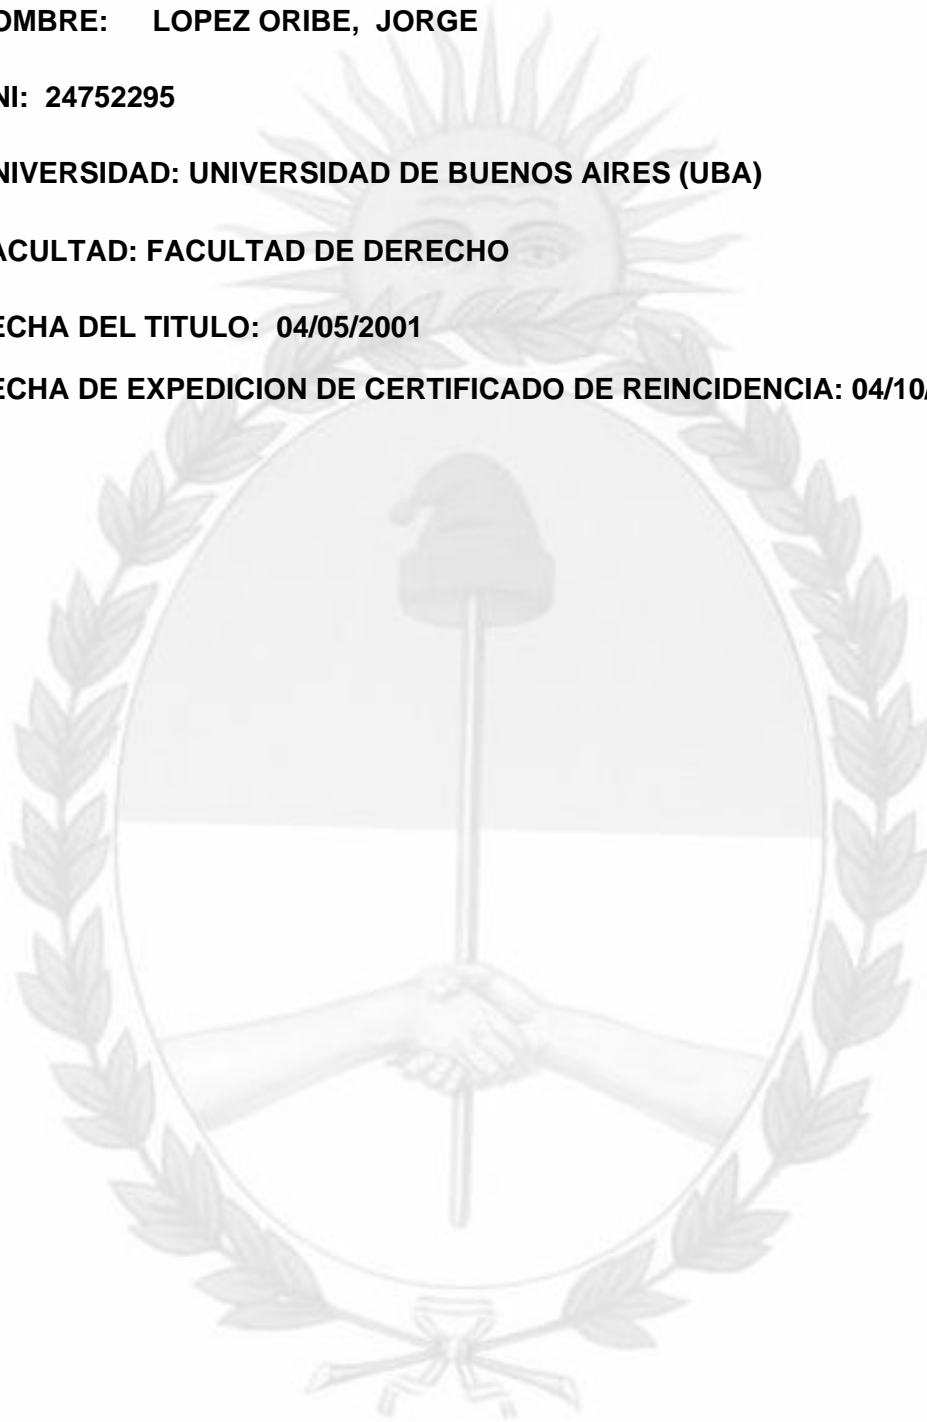 OMBRE: LOPEZ ORIBE, JORGE
NI: 24752295
NIVERSIDAD: UNIVERSIDAD DE BUENOS AIRES (UBA)
ACULTAD: FACULTAD DE DERECHO
ECHA DEL TITULO: 04/05/2001
ECHA DE EXPEDICION DE CERTIFICADO DE REINCIDENCIA: 04/10/